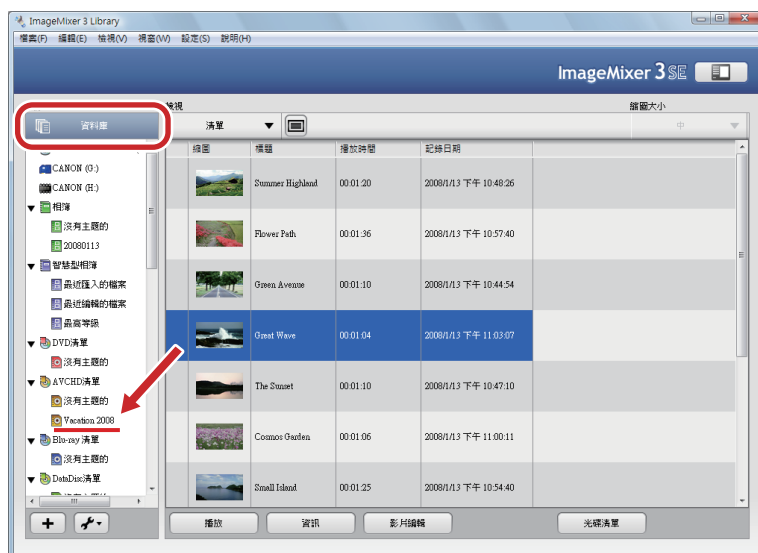 ImageMixer 3 Library
檔案(F) 編輯(E) 檢視(V) 視窗(W) 設定(S) 說明(H)
ImageMixer 3 SE
檢視 縮圖大小
資料庫
清單 中
縮圖 標題 播放時間 記錄日期
CANON (G:)
CANON (H:)
相簿
沒有主題的
20080113
智慧型相簿
最近匯入的檔案
最近編輯的檔案
最高等級
DVD清單
沒有主題的
AVCHD清單
沒有主題的
Vacation 2008
Blu-ray 清單
沒有主題的
DataDisc清單
Summer Highland 00:01:20 2008/1/13 下午 10:48:26
Flower Path 00:01:36 2008/1/13 下午 10:57:40
Green Avenue 00:01:10 2008/1/13 下午 10:44:54
Great Wave 00:01:04 2008/1/13 下午 11:03:07
The Sunset 00:01:10 2008/1/13 下午 10:47:10
Cosmos Garden 00:01:06 2008/1/13 下午 11:00:11
Small Island 00:01:25 2008/1/13 下午 10:54:40
播放 資訊 影片編輯 光碟清單